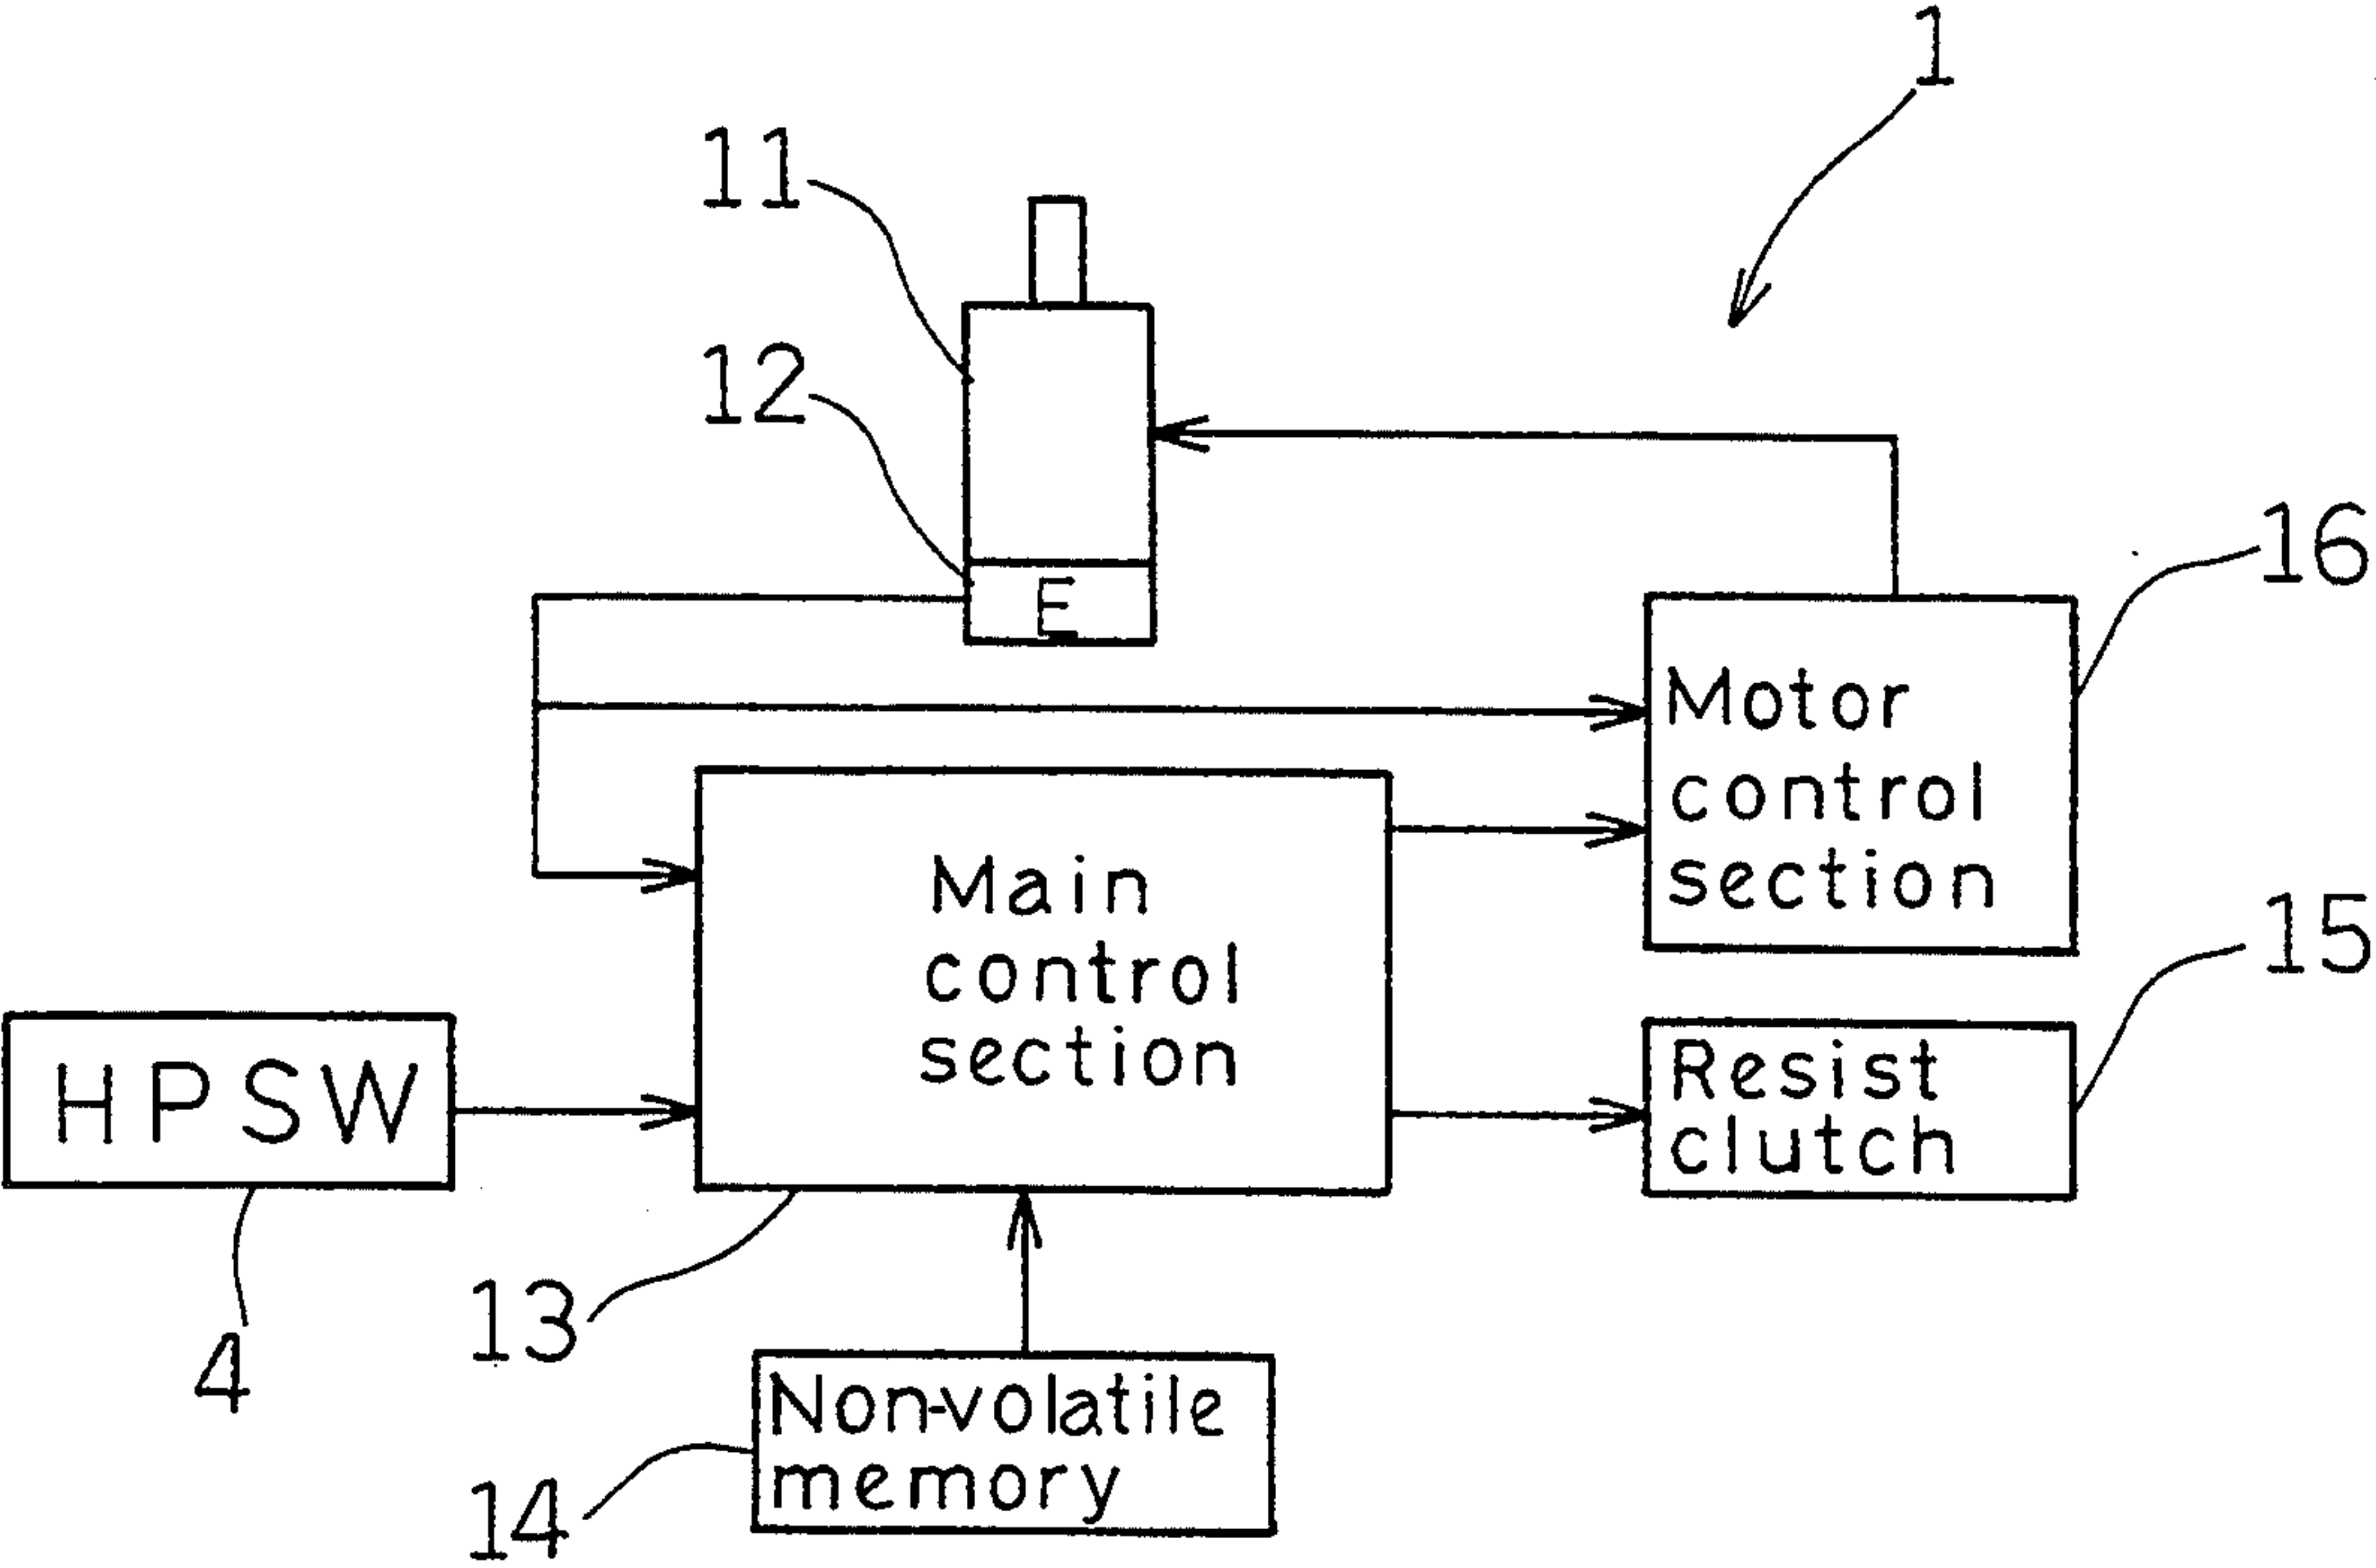 1
11
12
E
16
Motor
control
section
Main
control
section
15
Resist
clutch
HPSW
4
13
Non-volatile
memory
14